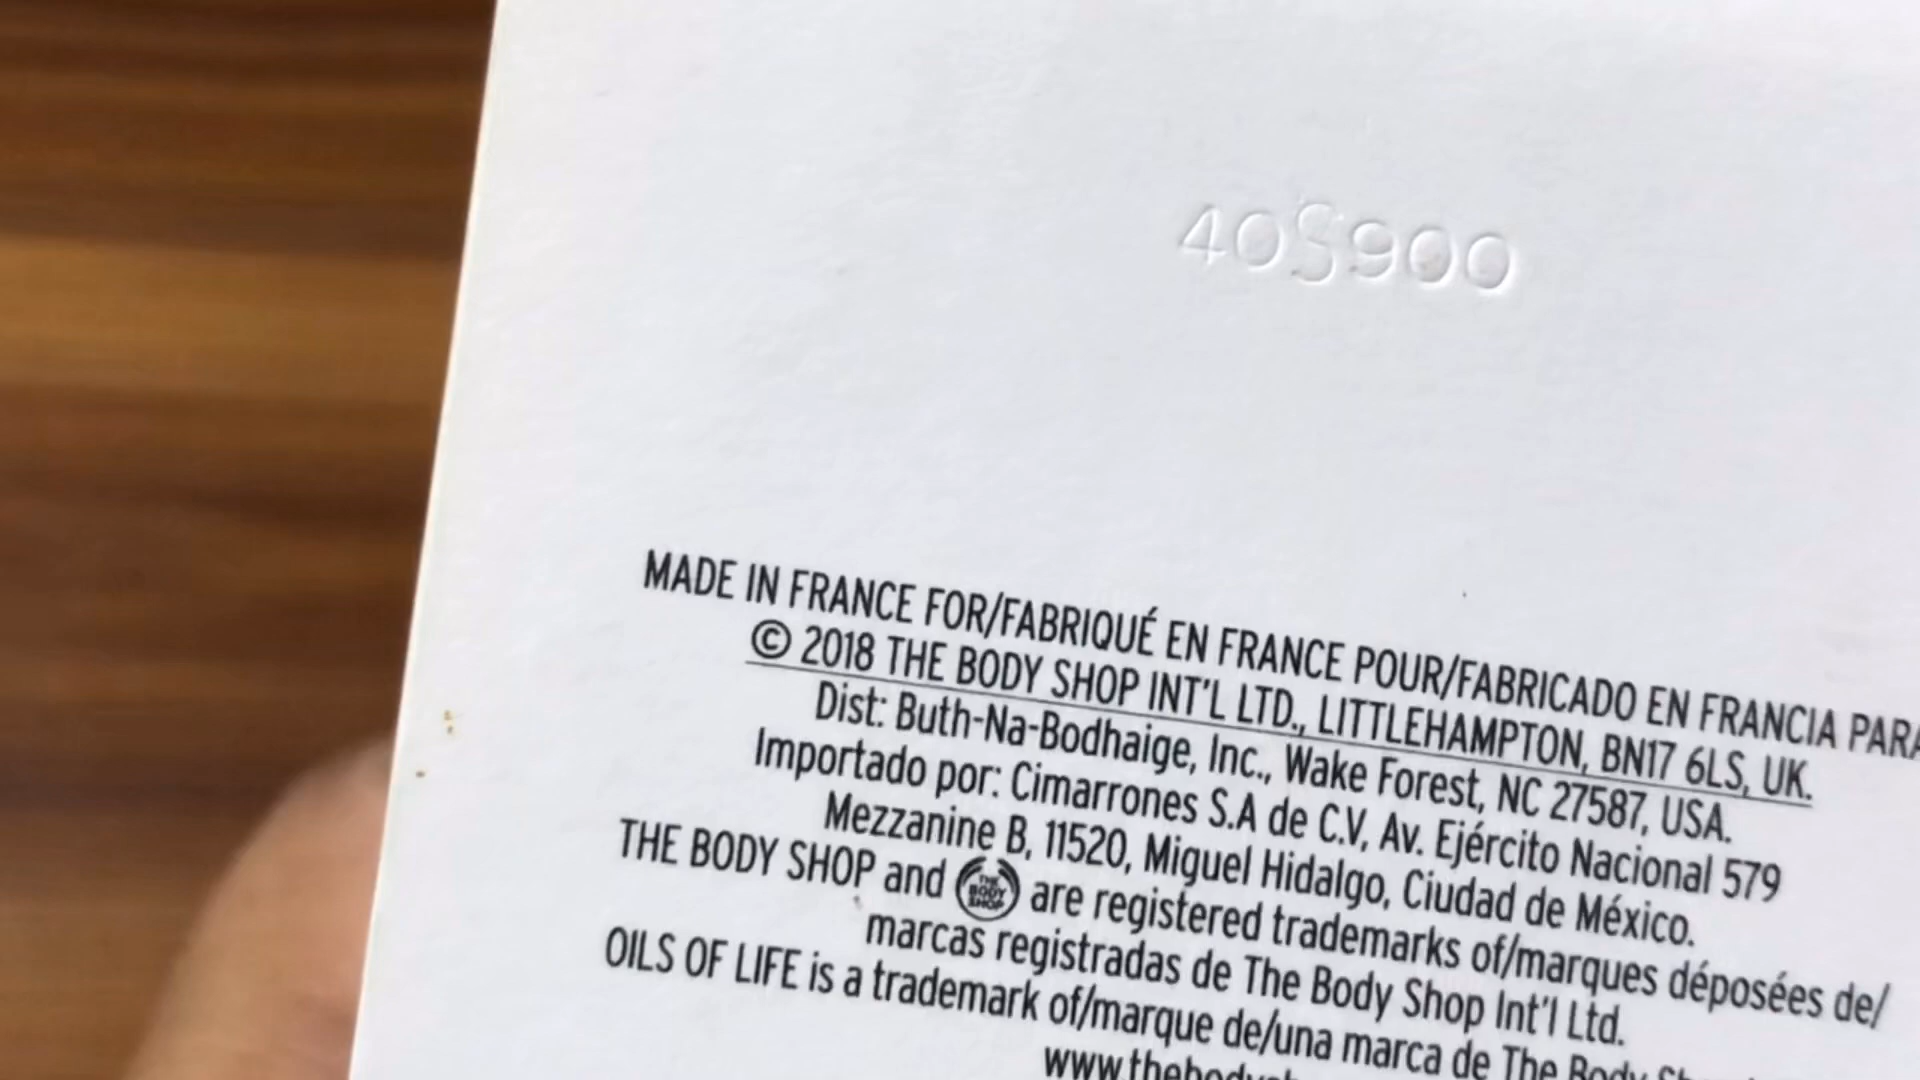 40S900
MADE IN FRANCE FOR/FABRIQUÉ EN FRANCE POUR/FABRICADO EN FRANCIA PARA
© 2018 THE BODY SHOP INT'L LTD., LITTLEHAMPTON, BN17 6LS, UK.
Dist: Buth-Na-Bodhaige, Inc., Wake Forest, NC 27587, USA.
Importado por: Cimarrones S.A de C.V, Av. Ejército Nacional 579
Mezzanine B, 11520, Miguel Hidalgo, Ciudad de México.
THE BODY SHOP and THE BODY SHOP are registered trademarks of/marques déposées de/
marcas registradas de The Body Shop Int'l Ltd.
OILS OF LIFE is a trademark of/marque de/una marca de The Body